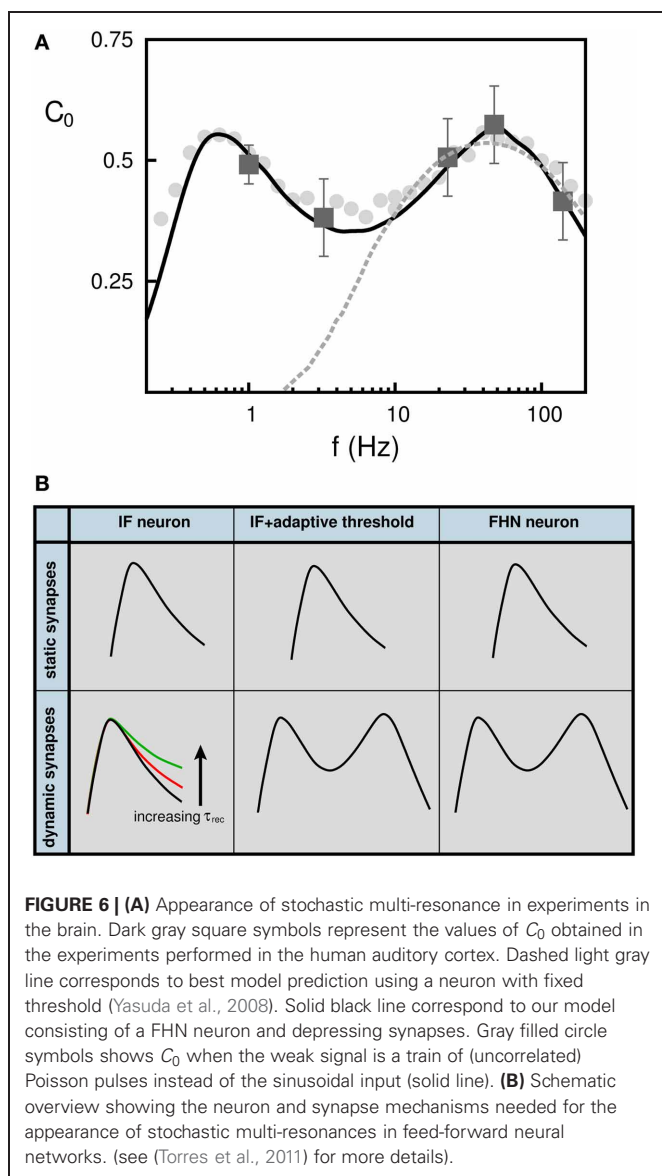 A
0.75
C₀
0.5
0.25
1 10 100
f (Hz)
B
IF neuron IF+adaptive threshold FHN neuron
static synapses
dynamic synapses
increasing τrec
FIGURE 6 | (A) Appearance of stochastic multi-resonance in experiments in
the brain. Dark gray square symbols represent the values of C₀ obtained in
the experiments performed in the human auditory cortex. Dashed light gray
line corresponds to best model prediction using a neuron with fixed
threshold (Yasuda et al., 2008). Solid black line correspond to our model
consisting of a FHN neuron and depressing synapses. Gray filled circle
symbols shows C₀ when the weak signal is a train of (uncorrelated)
Poisson pulses instead of the sinusoidal input (solid line). (B) Schematic
overview showing the neuron and synapse mechanisms needed for the
appearance of stochastic multi-resonances in feed-forward neural
networks. (see (Torres et al., 2011) for more details).